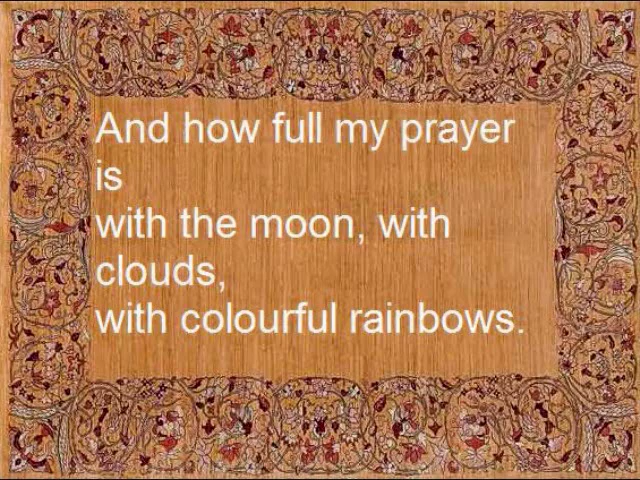 And how full my prayer
is
with the moon, with
clouds,
with colourful rainbows.